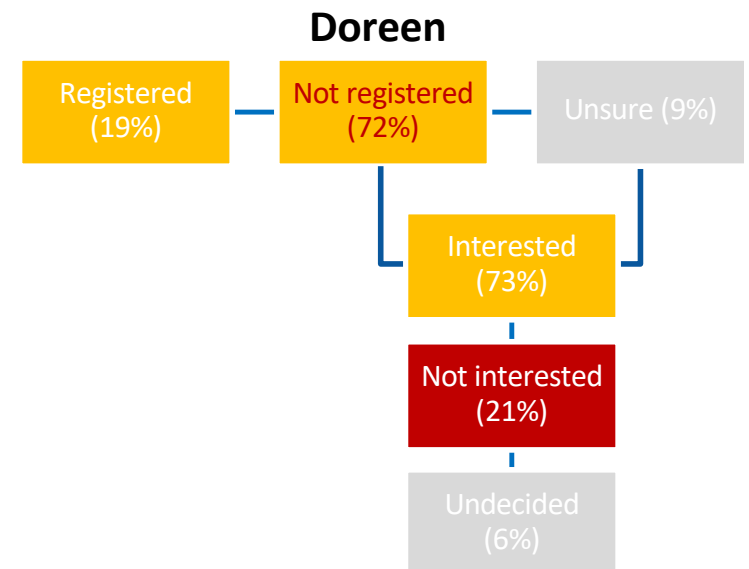 Doreen
Registered
(19%)
Not registered
(72%)
Unsure (9%)
Interested
(73%)
Not interested
(21%)
Undecided
(6%)